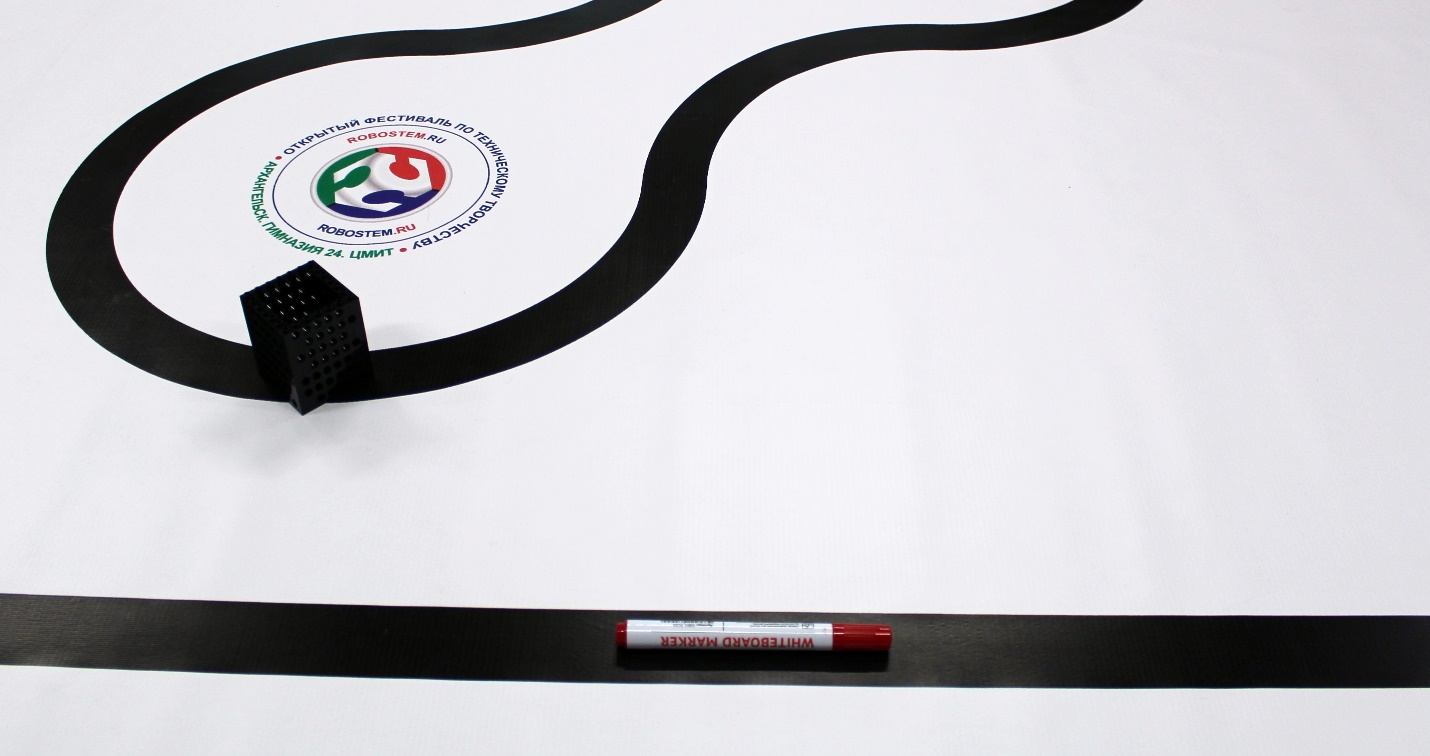 ОТКРЫТЫЙ ФЕСТИВАЛЬ ПО ТЕХНИЧЕСКОМУ ТВОРЧЕСТВУ
ROBOSTEM.RU
ROBOSTEM.RU
АРХАНГЕЛЬСК. ГИМНАЗИЯ 24. ЦМИТ
WHITEBOARD MARKER